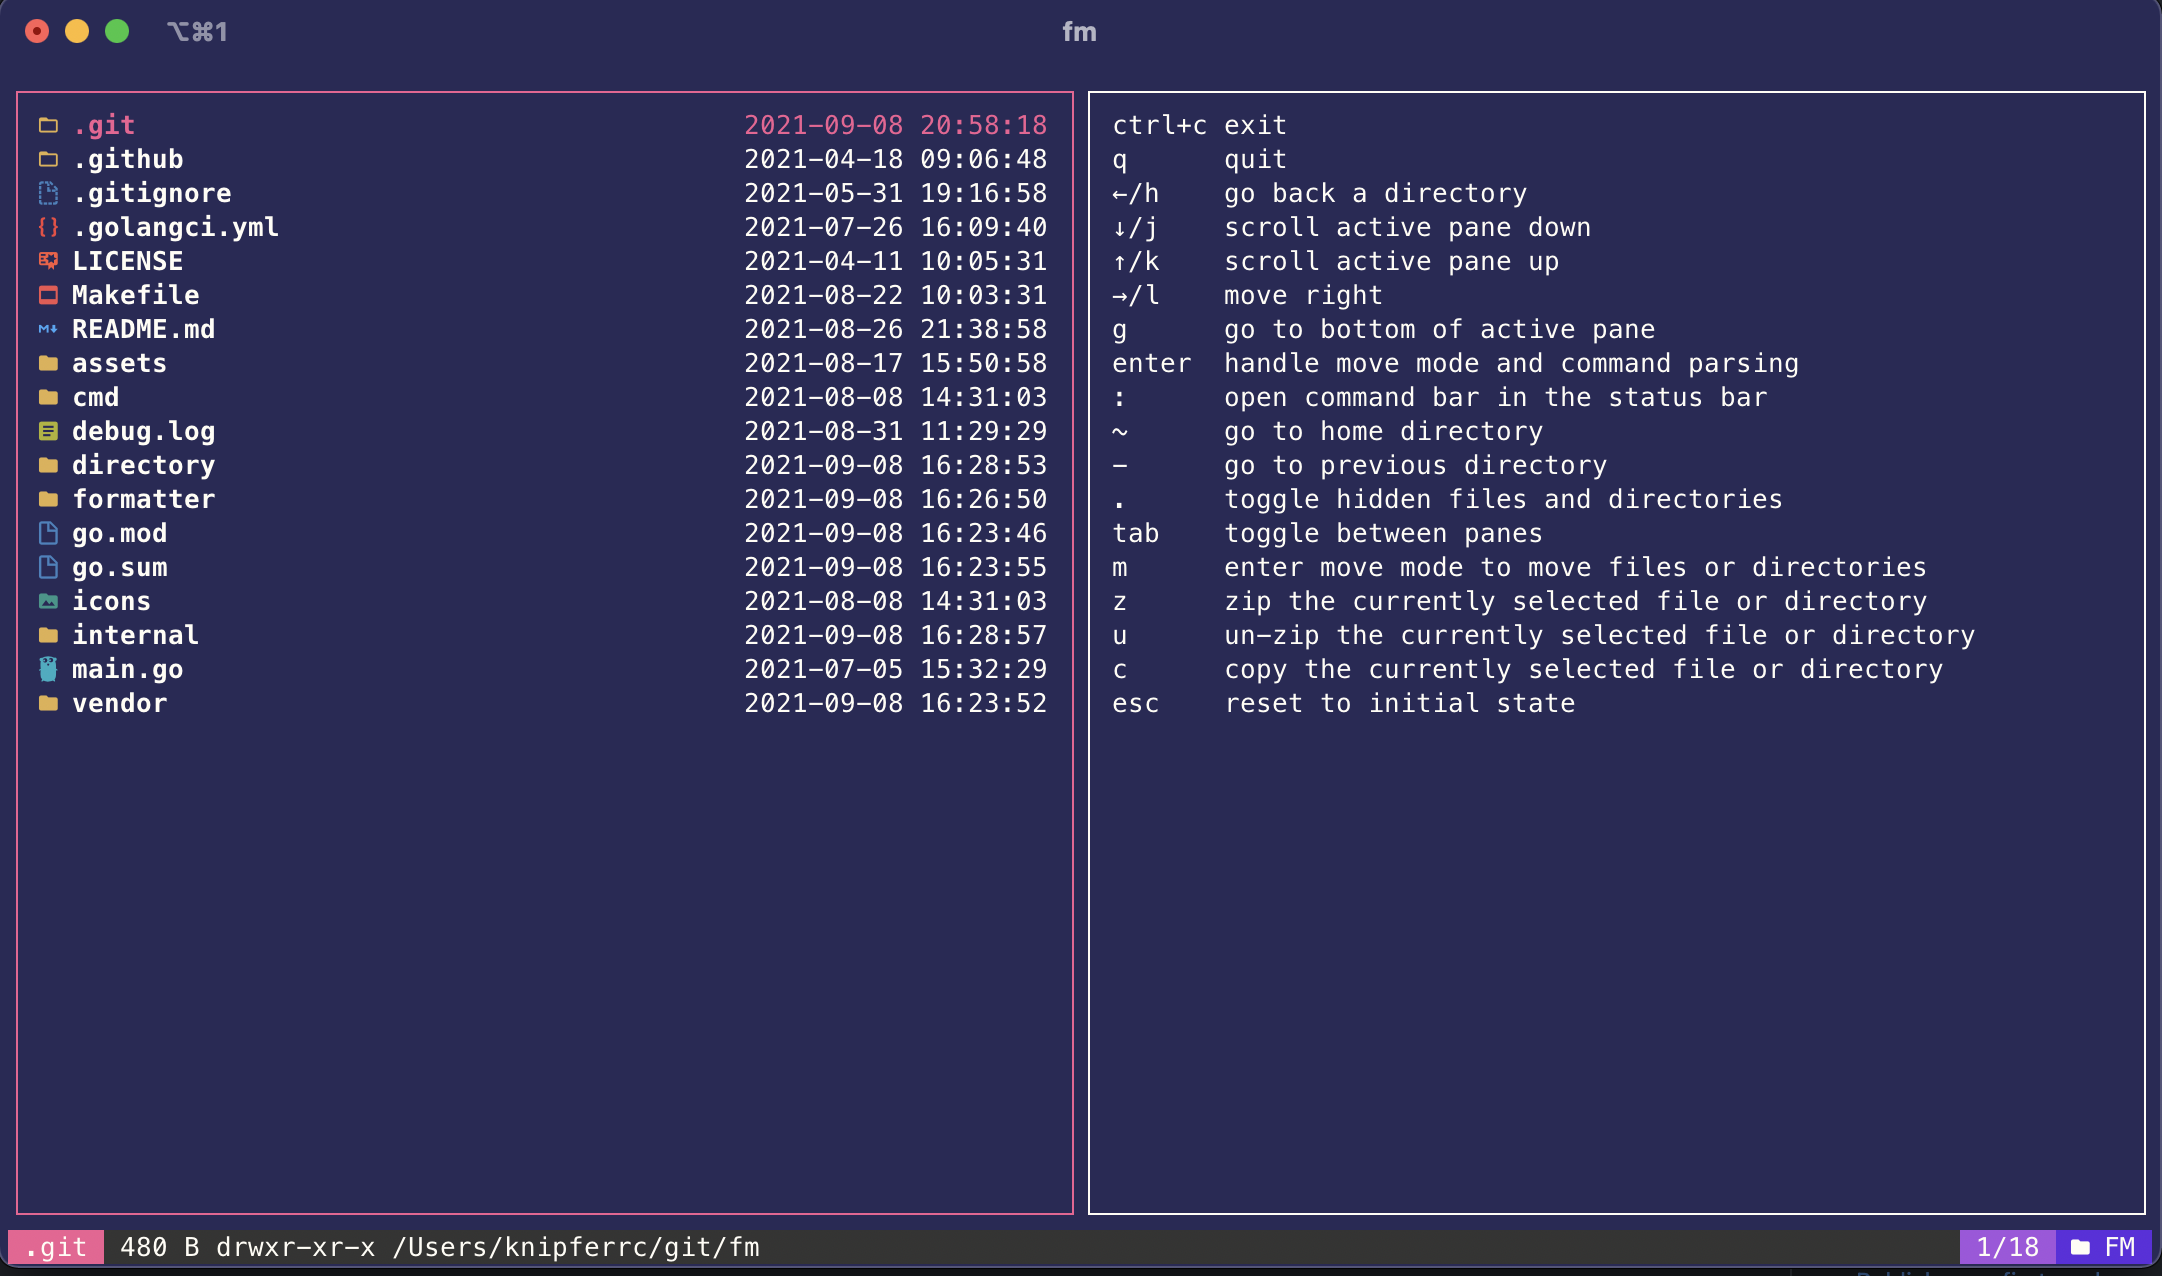 ⌥⌘1 fm
.git 2021-09-08 20:58:18
.github 2021-04-18 09:06:48
.gitignore 2021-05-31 19:16:58
.golangci.yml 2021-07-26 16:09:40
LICENSE 2021-04-11 10:05:31
Makefile 2021-08-22 10:03:31
README.md 2021-08-26 21:38:58
assets 2021-08-17 15:50:58
cmd 2021-08-08 14:31:03
debug.log 2021-08-31 11:29:29
directory 2021-09-08 16:28:53
formatter 2021-09-08 16:26:50
go.mod 2021-09-08 16:23:46
go.sum 2021-09-08 16:23:55
icons 2021-08-08 14:31:03
internal 2021-09-08 16:28:57
main.go 2021-07-05 15:32:29
vendor 2021-09-08 16:23:52
ctrl+c exit
q quit
←/h go back a directory
↓/j scroll active pane down
↑/k scroll active pane up
→/l move right
g go to bottom of active pane
enter handle move mode and command parsing
: open command bar in the status bar
~ go to home directory
- go to previous directory
. toggle hidden files and directories
tab toggle between panes
m enter move mode to move files or directories
z zip the currently selected file or directory
u un-zip the currently selected file or directory
c copy the currently selected file or directory
esc reset to initial state
.git 480 B drwxr-xr-x /Users/knipferrc/git/fm 1/18 FM